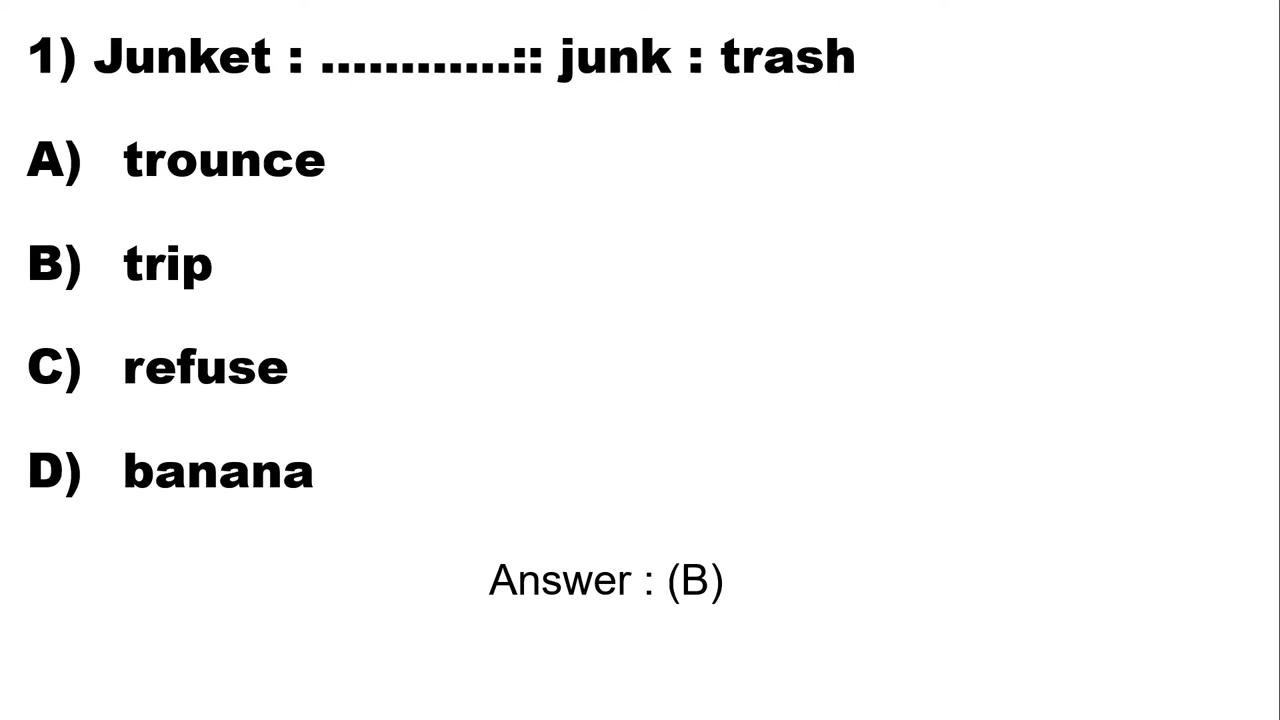 1) Junket : ............:: junk : trash
A) trounce
B) trip
C) refuse
D) banana
Answer : (B)